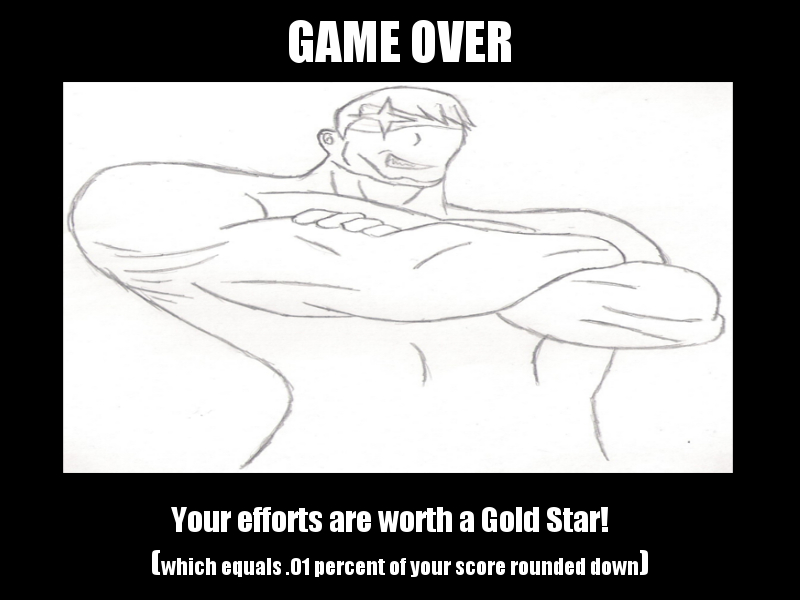 GAME OVER
Your efforts are worth a Gold Star!
(which equals .01 percent of your score rounded down)